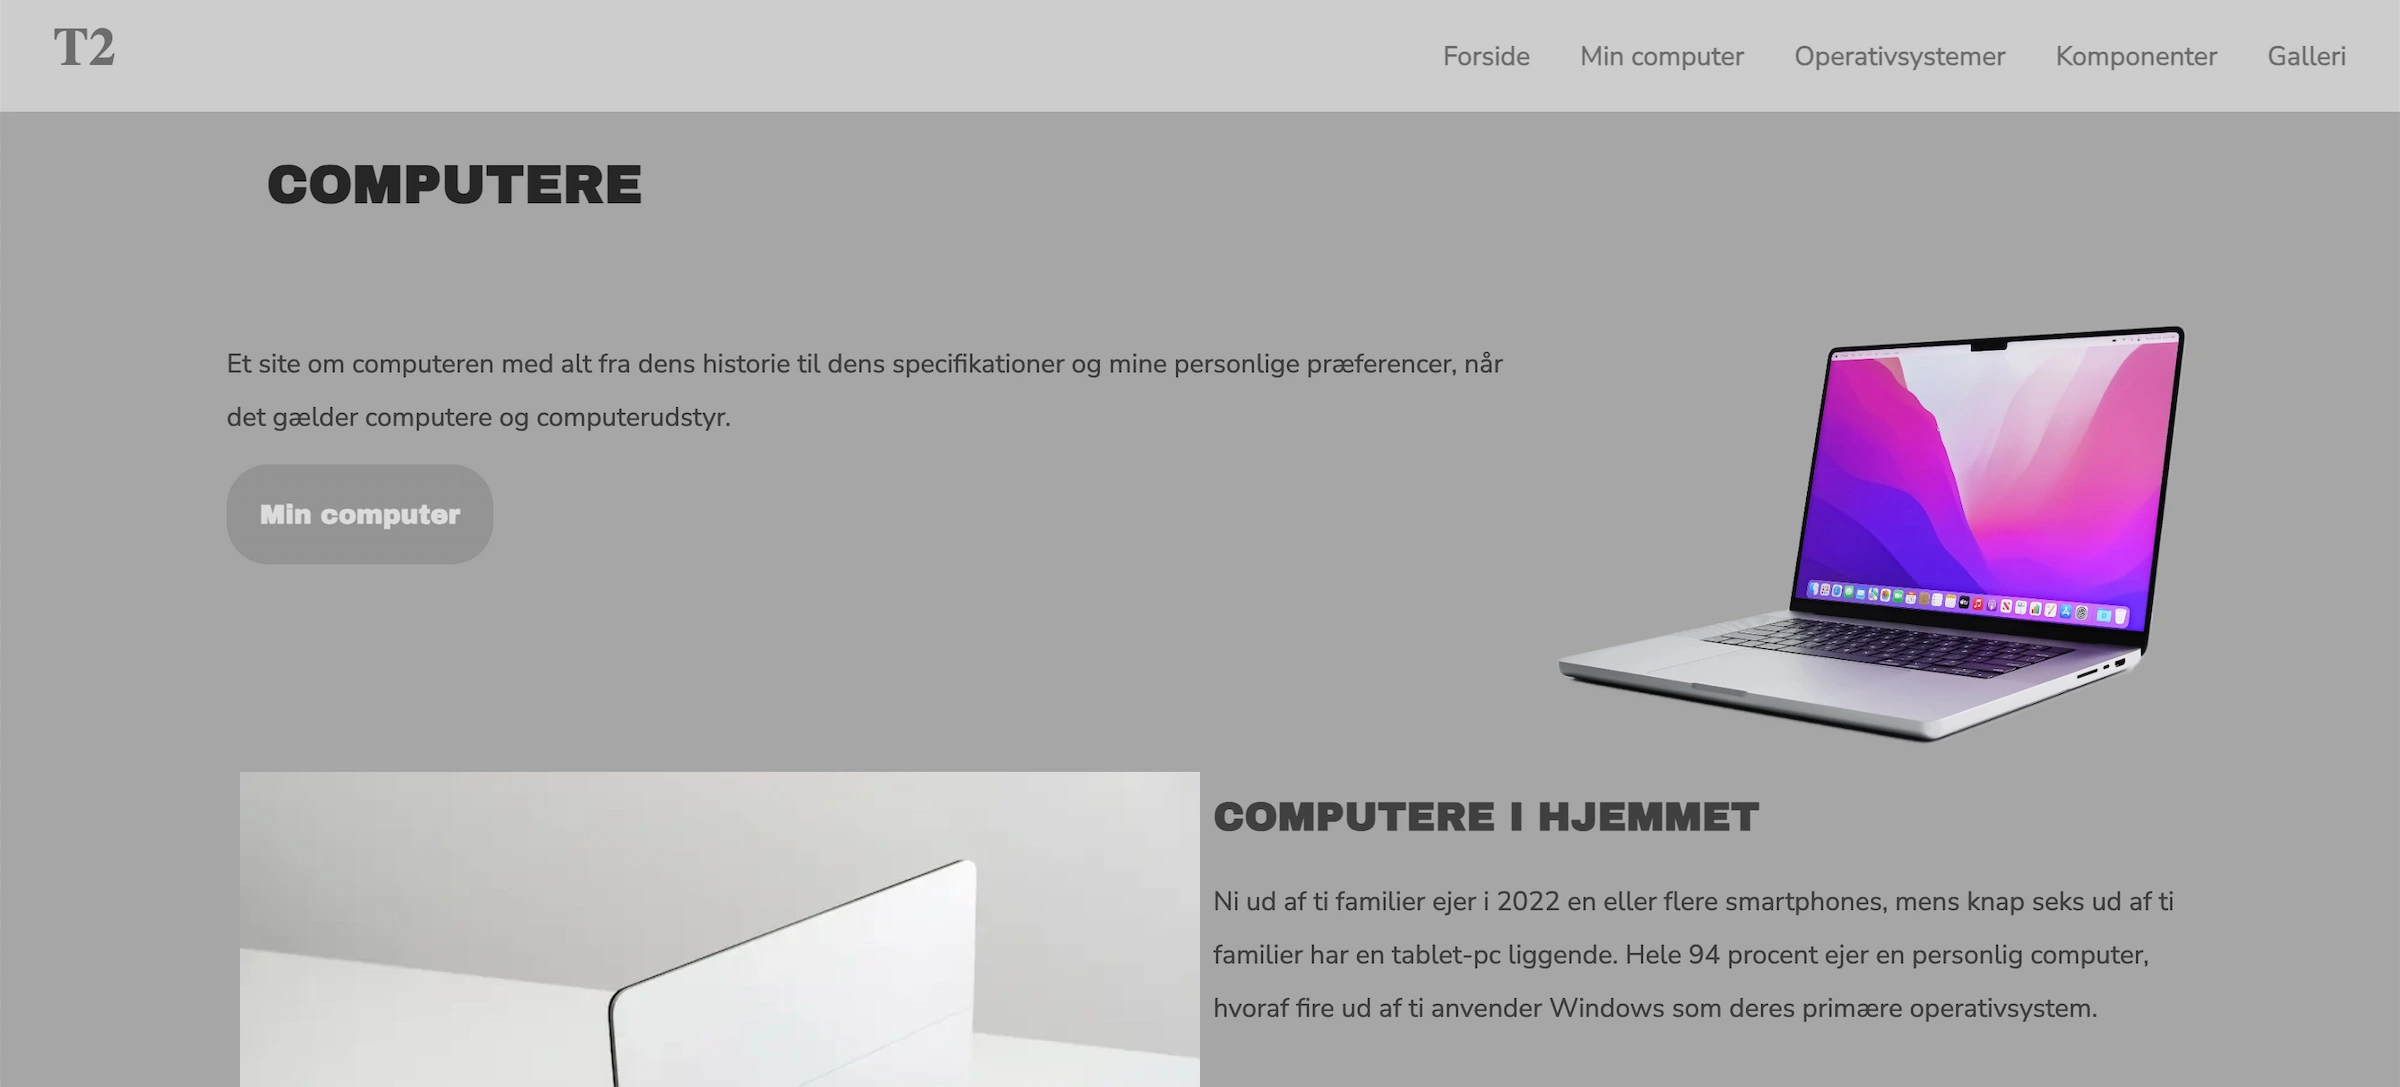 T2
Forside
Min computer
Operativsystemer
Komponenter
Galleri
COMPUTERE
Et site om computeren med alt fra dens historie til dens specifikationer og mine personlige præferencer, når
det gælder computere og computerudstyr.
Min computer
COMPUTERE I HJEMMET
Ni ud af ti familier ejer i 2022 en eller flere smartphones, mens knap seks ud af ti
familier har en tablet-pc liggende. Hele 94 procent ejer en personlig computer,
hvoraf fire ud af ti anvender Windows som deres primære operativsystem.